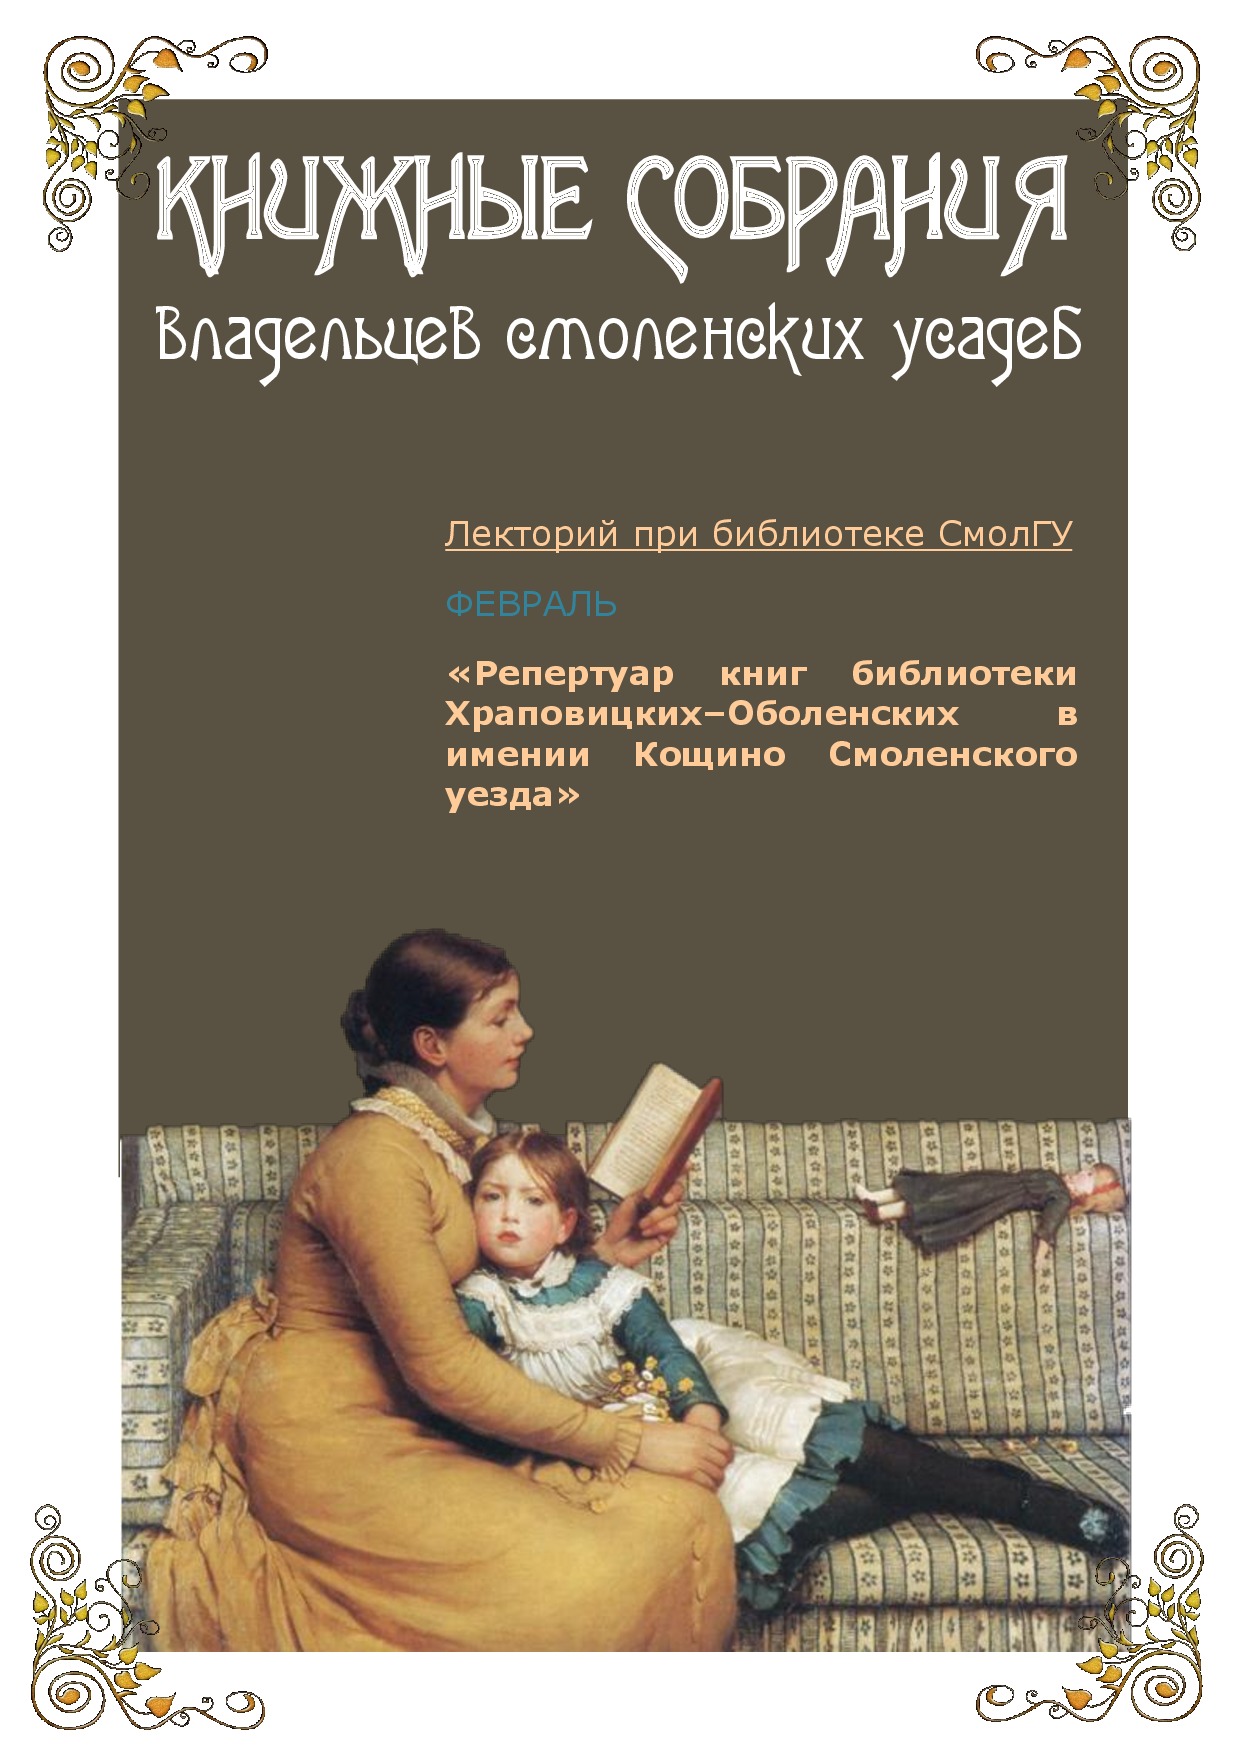 КНИЖНЫЕ СОБРАНИЯ
владельцев смоленских усадеб
Лекторий при библиотеке СмолГУ
ФЕВРАЛЬ
«Репертуар книг библиотеки
Храповицких–Оболенских в
имении Кощино Смоленского
уезда»